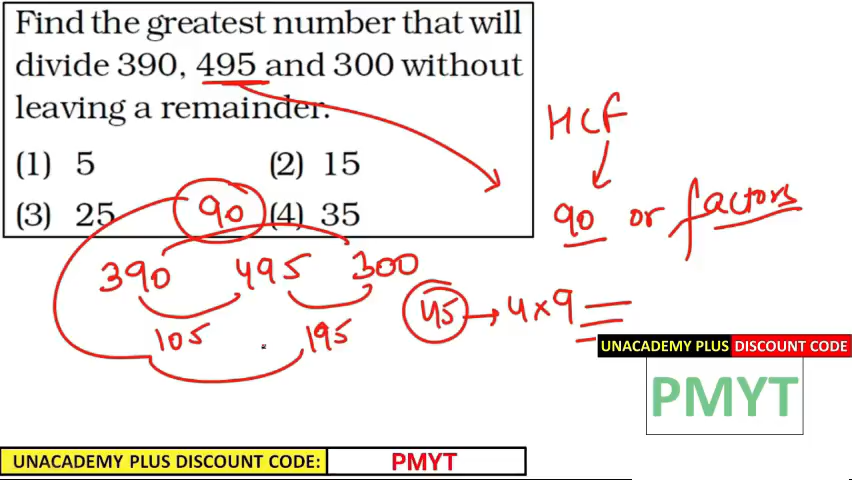 Find the greatest number that will
divide 390, 495 and 300 without
leaving a remainder.
(1) 5 (2) 15
(3) 25 (4) 35
HCF
90 or factors
90
390 495 300
105 195
45 → 4 × 9
UNACADEMY PLUS DISCOUNT CODE
PMYT
UNACADEMY PLUS DISCOUNT CODE: PMYT